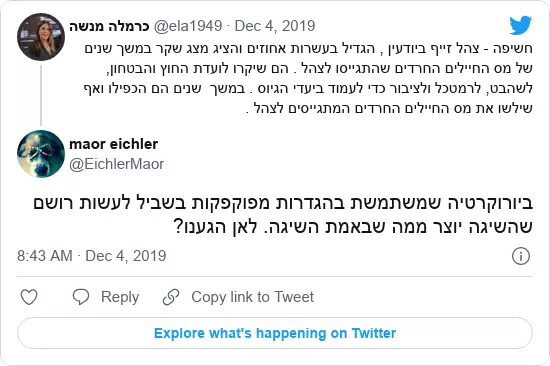 כרמלה מנשה @ela1949 · Dec 4, 2019
חשיפה - צהל זייף ביודעין , הגדיל בעשרות אחוזים והציג מצג שקר במשך שנים
של מס החיילים החרדים שהתגייסו לצהל . הם שיקרו לועדת החוץ והבטחון,
לשהבט, לרמטכל ולציבור כדי לעמוד ביעדי הגיוס . במשך שנים הם הכפילו ואף
שילשו את מס החיילים החרדים המתגייסים לצהל .
maor eichler
@EichlerMaor
ביורוקרטיה שמשתמשת בהגדרות מפוקפקות בשביל לעשות רושם
שהשיגה יוצר ממה שבאמת השיגה. לאן הגענו?
8:43 AM · Dec 4, 2019
Reply Copy link to Tweet
Explore what's happening on Twitter